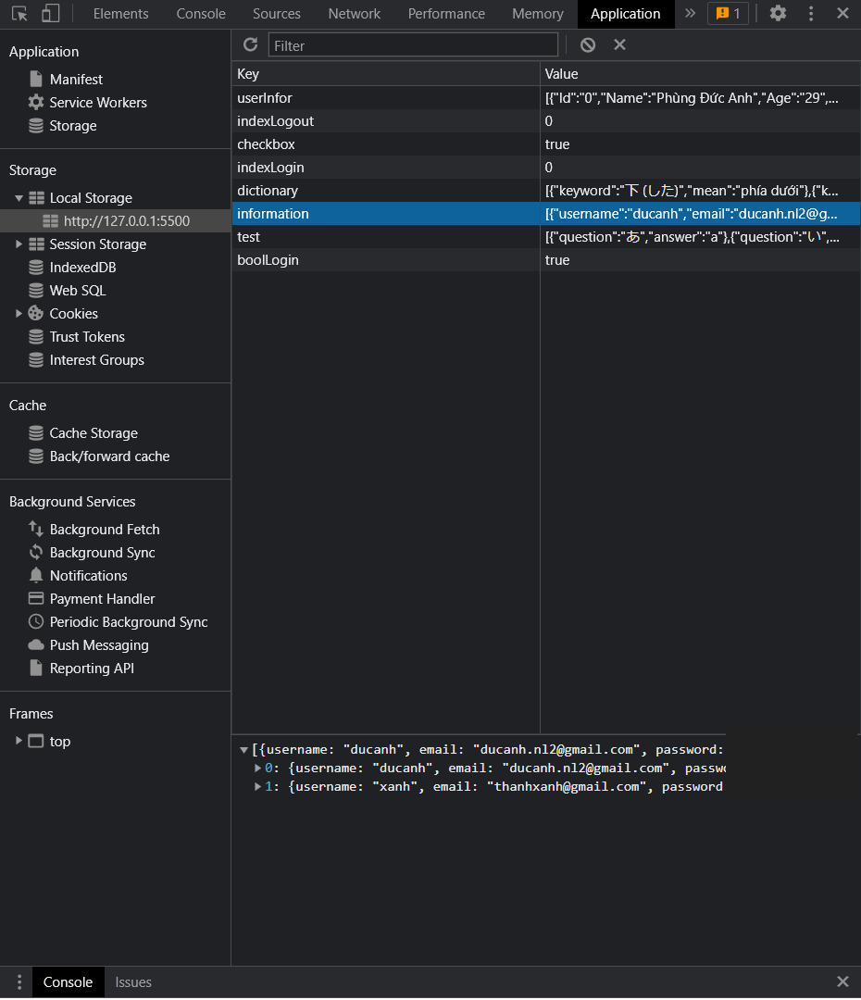 Elements Console Sources Network Performance Memory Application 1
Application
Manifest
Service Workers
Storage
Storage
Local Storage
http://127.0.0.1:5500
Session Storage
IndexedDB
Web SQL
Cookies
Trust Tokens
Interest Groups
Cache
Cache Storage
Back/forward cache
Background Services
Background Fetch
Background Sync
Notifications
Payment Handler
Periodic Background Sync
Push Messaging
Reporting API
Frames
top
Filter
Key Value
userInfor [{"Id":"0","Name":"Phùng Đức Anh","Age":"29",...
indexLogout 0
checkbox true
indexLogin 0
dictionary [{"keyword":"下 (した)","mean":"phía dưới"},{"k...
information [{"username":"ducanh","email":"ducanh.nl2@g...
test [{"question":"あ","answer":"a"},{"question":"い",...
boolLogin true
[{username: "ducanh", email: "ducanh.nl2@gmail.com", password:
0: {username: "ducanh", email: "ducanh.nl2@gmail.com", passw
1: {username: "xanh", email: "thanhxanh@gmail.com", password
Console Issues